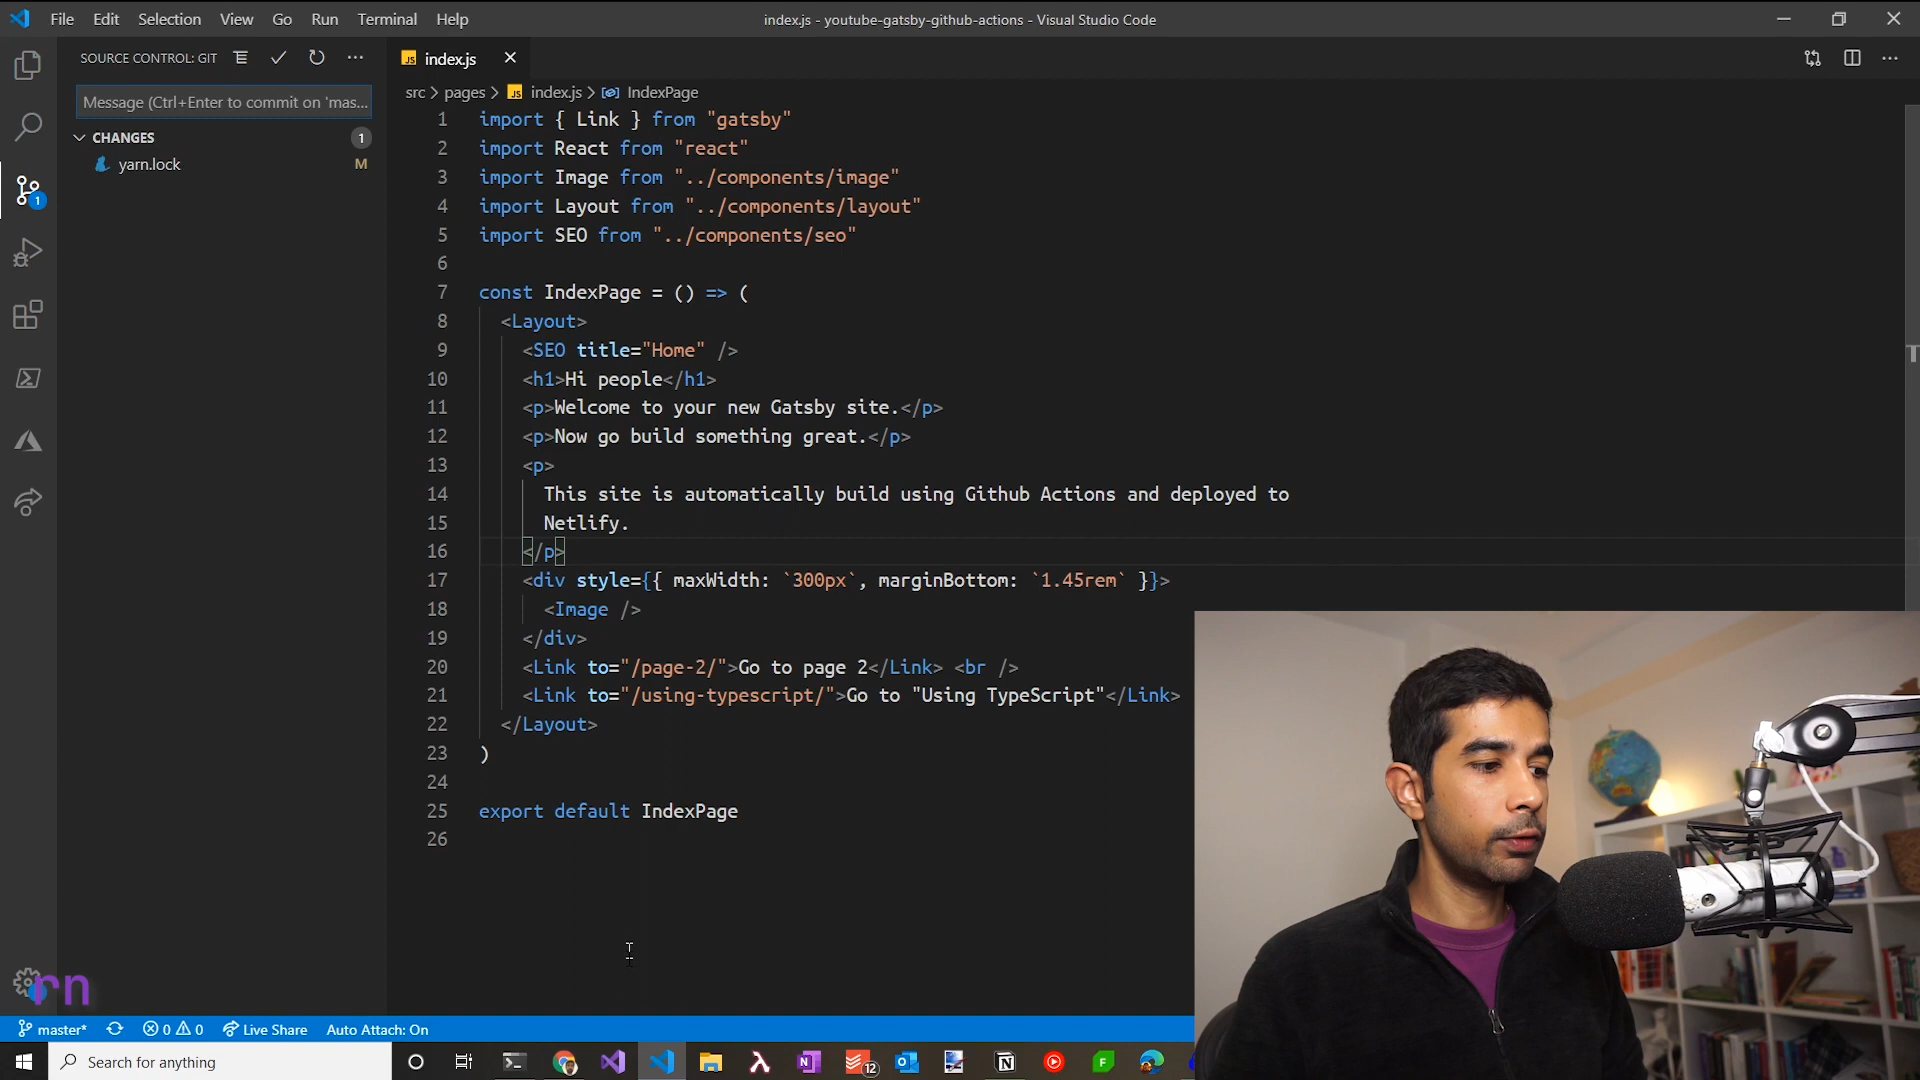 File Edit Selection View Go Run Terminal Help
index.js - youtube-gatsby-github-actions - Visual Studio Code
SOURCE CONTROL: GIT
Message (Ctrl+Enter to commit on 'mas...
CHANGES 1
yarn.lock M
1
JS index.js
src > pages > JS index.js > IndexPage
1 import { Link } from "gatsby"
2 import React from "react"
3 import Image from "../components/image"
4 import Layout from "../components/layout"
5 import SEO from "../components/seo"
6
7 const IndexPage = () => (
8 <Layout>
9 <SEO title="Home" />
10 <h1>Hi people</h1>
11 <p>Welcome to your new Gatsby site.</p>
12 <p>Now go build something great.</p>
13 <p>
14 This site is automatically build using Github Actions and deployed to
15 Netlify.
16 </p>
17 <div style={{ maxWidth: `300px`, marginBottom: `1.45rem` }}>
18 <Image />
19 </div>
20 <Link to="/page-2/">Go to page 2</Link> <br />
21 <Link to="/using-typescript/">Go to "Using TypeScript"</Link>
22 </Layout>
23 )
24
25 export default IndexPage
26
rn
master* 0 0 Live Share Auto Attach: On
Search for anything
12